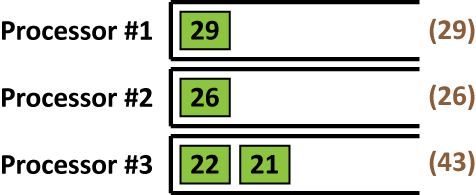 Processor #1 29 (29)
Processor #2 26 (26)
Processor #3 22 21 (43)